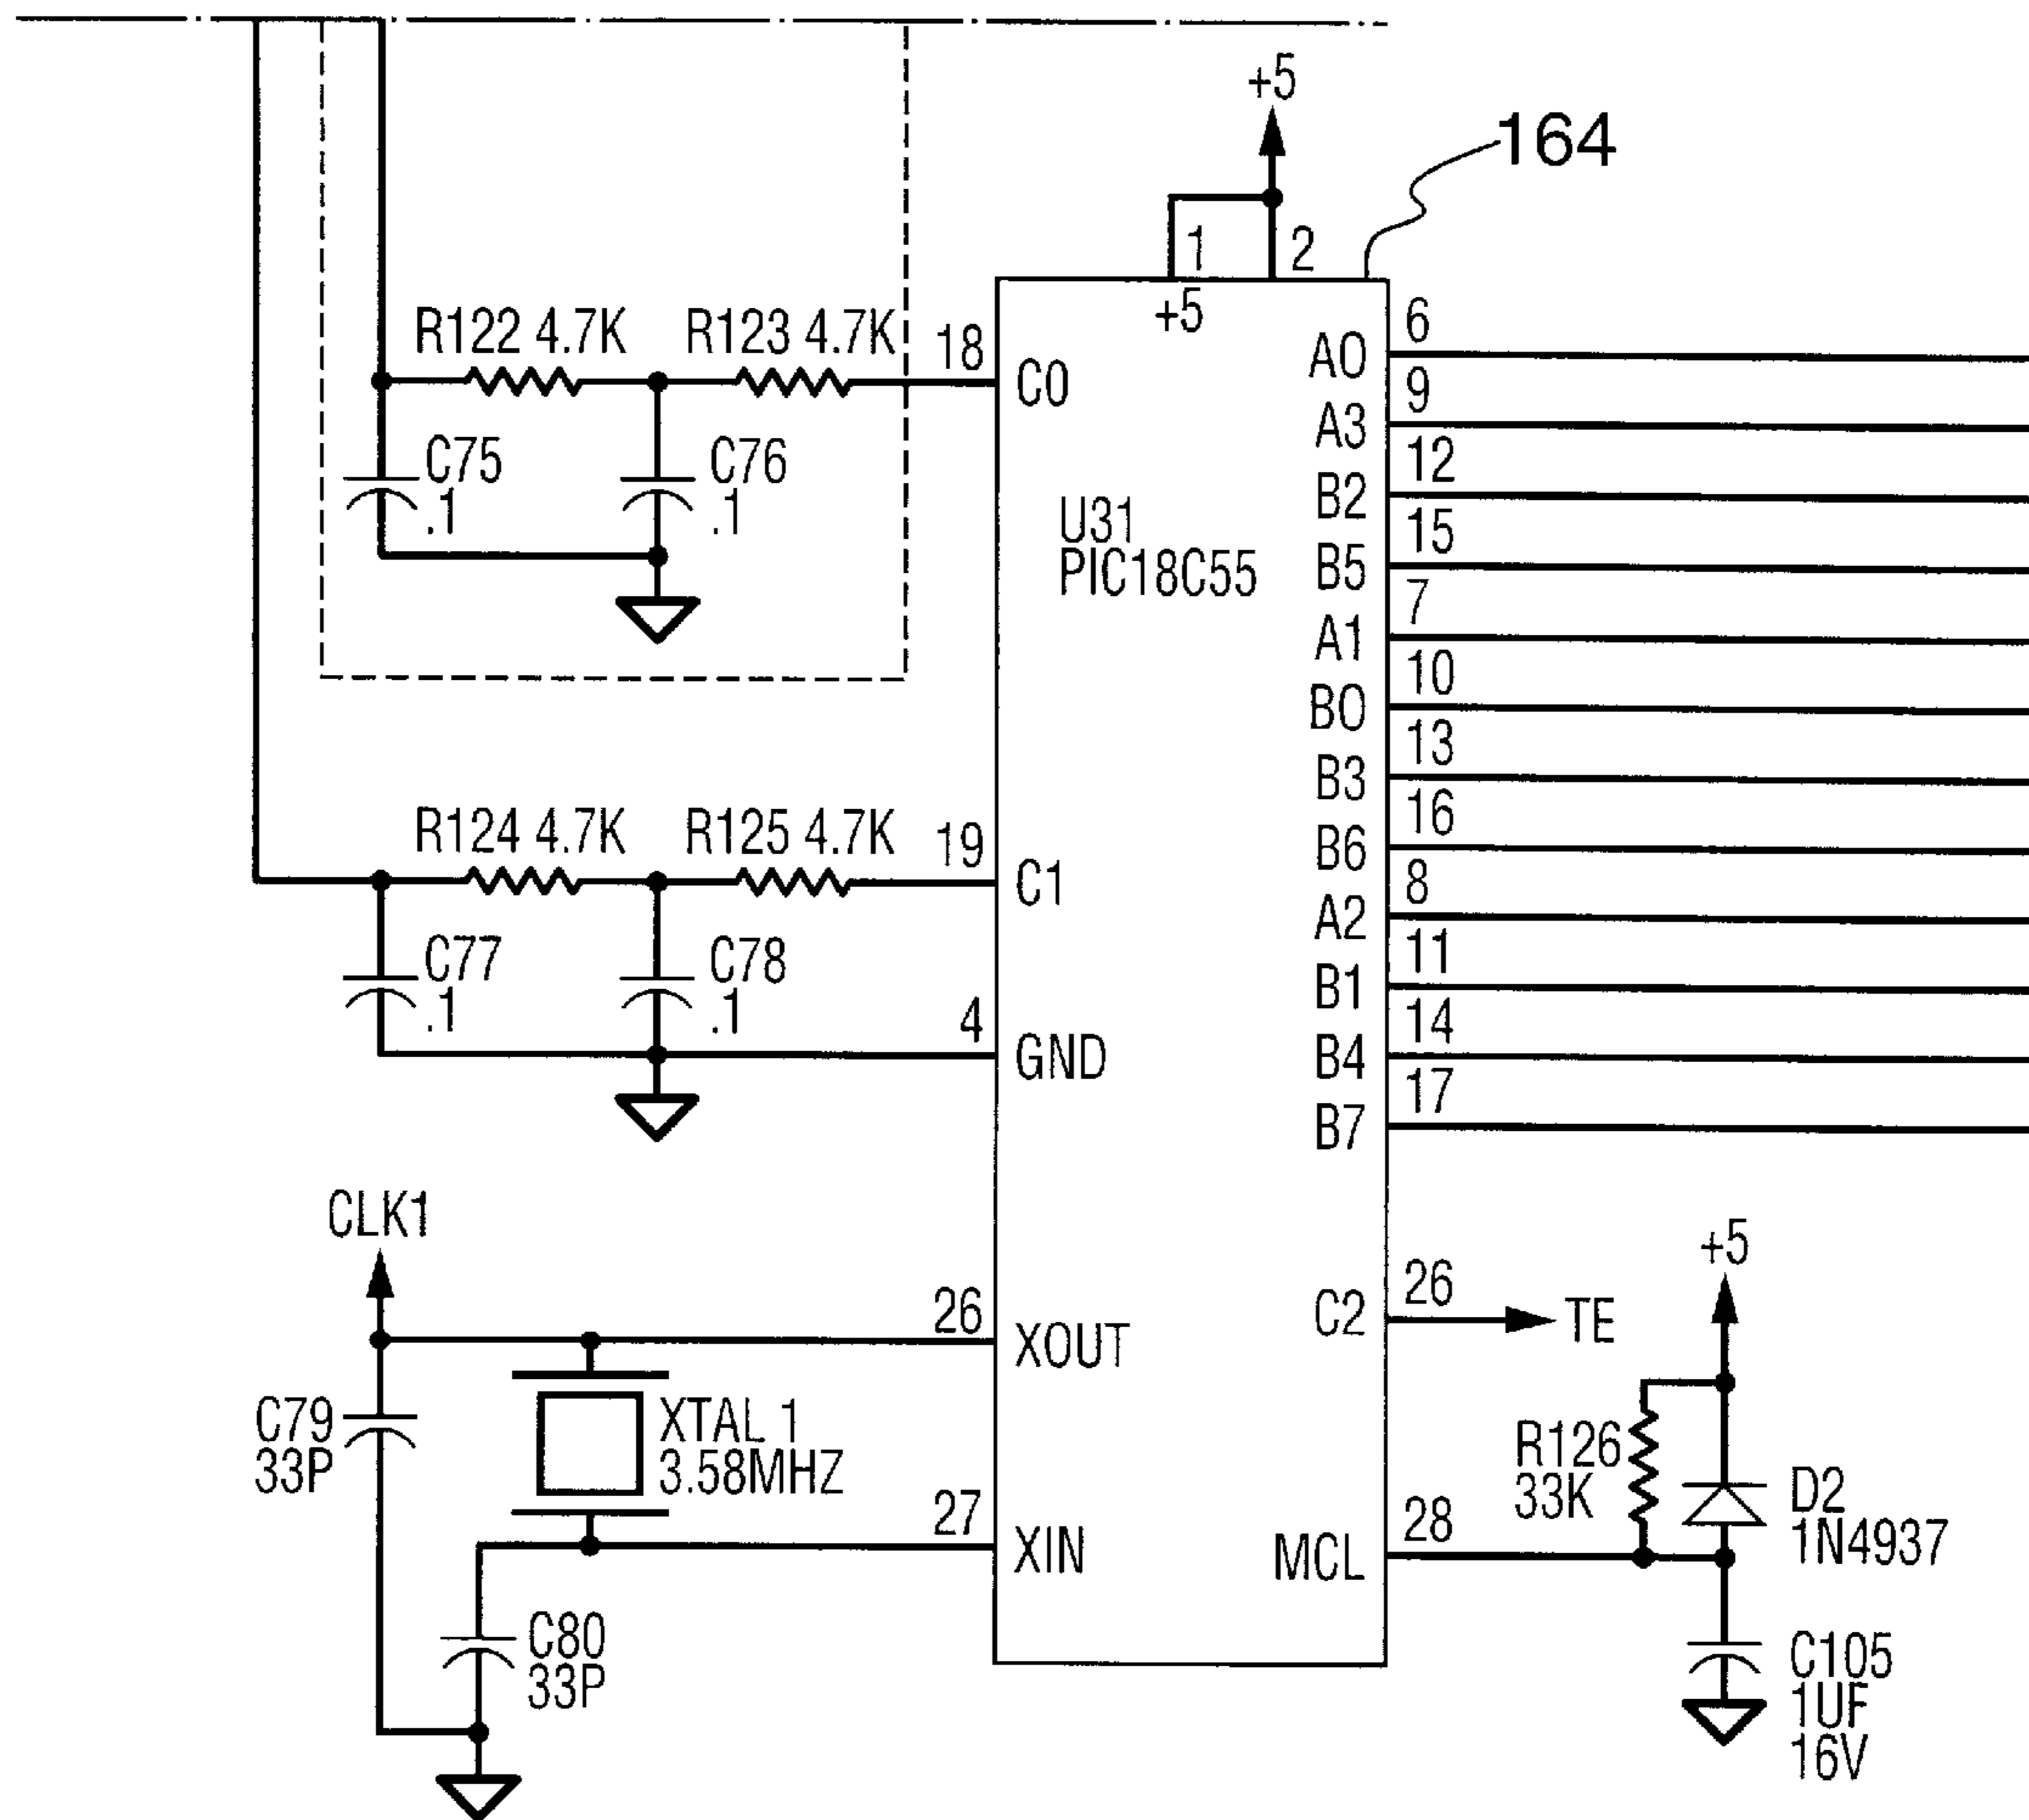 +5
164
1 2
+5
R122 4.7K R123 4.7K 18
C0
A0 6
A3 9
C75
.1
C76
.1
B2 12
U31
PIC18C55
B5 15
A1 7
B0 10
B3 13
R124 4.7K R125 4.7K 19
C1
B6 16
A2 8
C77
.1
C78
.1
B1 11
4
GND
B4 14
B7 17
CLK1
26
XOUT
C2 26
TE
+5
C79
33P
XTAL 1
3.58MHZ
R126
33K
D2
1N4937
27
XIN
MCL 28
C80
33P
C105
1UF
16V